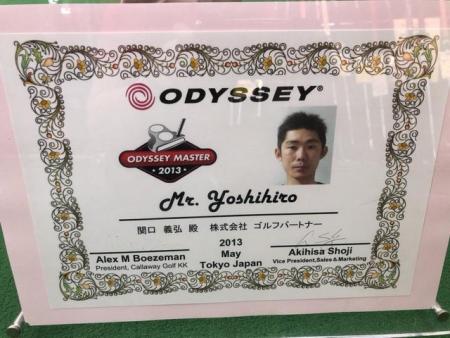 ODYSSEY®
ODYSSEY MASTER
• 2013 •
Mr. Yoshihiro
関口 義弘 殿 株式会社 ゴルフパートナー
Alex M Boezeman
President, Callaway Golf KK
2013
May
Tokyo Japan
Akihisa Shoji
Vice President,Sales & Marketing